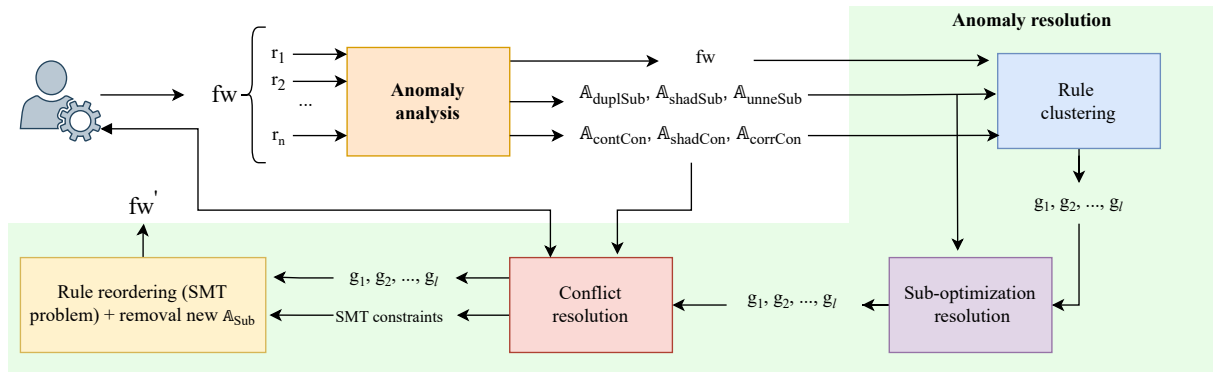 Anomaly resolution
fw
r1
r2
...
rn
Anomaly
analysis
fw
𝔸duplSub, 𝔸shadSub, 𝔸unneSub
𝔸contCon, 𝔸shadCon, 𝔸corrCon
Rule
clustering
g1, g2, ..., gl
fw'
Rule reordering (SMT
problem) + removal new 𝔸Sub
g1, g2, ..., gl
SMT constraints
Conflict
resolution
g1, g2, ..., gl
Sub-optimization
resolution